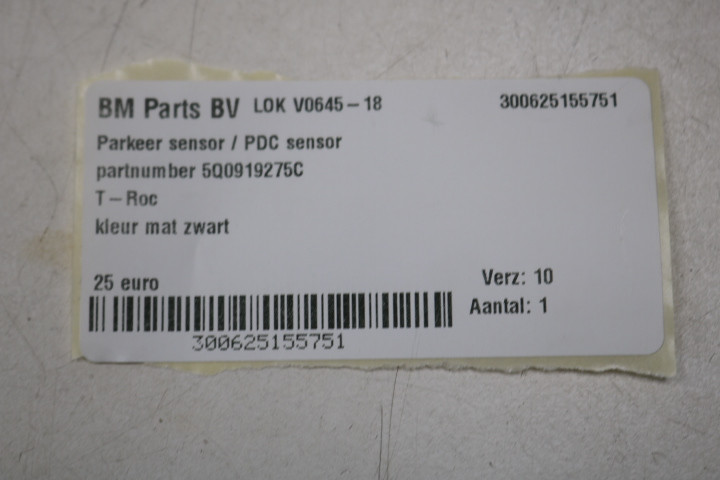 BM Parts BV LOK V0645-18 300625155751
Parkeer sensor / PDC sensor
partnumber 5Q0919275C
T-Roc
kleur mat zwart
25 euro Verz: 10
Aantal: 1
300625155751